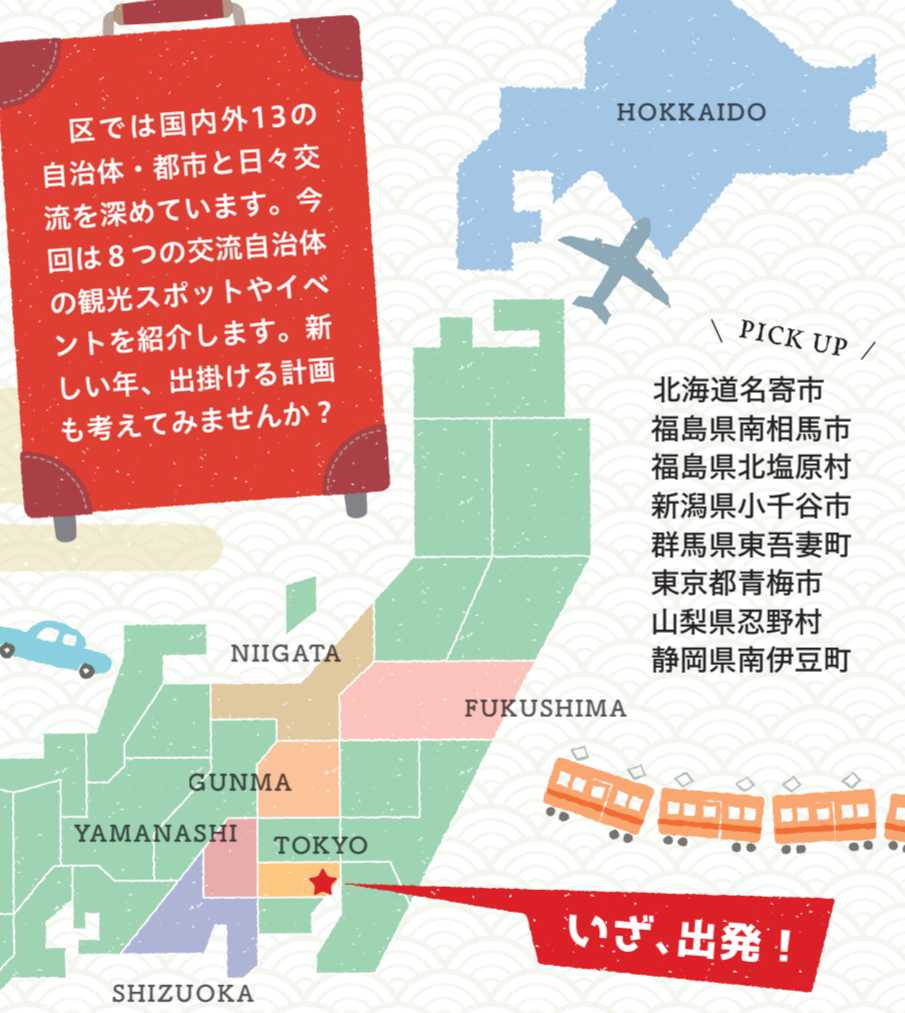 区では国内外13の
自治体・都市と日々交
流を深めています。今
回は8つの交流自治体
の観光スポットやイベ
ントを紹介します。新
しい年、出掛ける計画
も考えてみませんか？
HOKKAIDO
PICK UP
北海道名寄市
福島県南相馬市
福島県北塩原村
新潟県小千谷市
群馬県東吾妻町
東京都青梅市
山梨県忍野村
静岡県南伊豆町
NIIGATA
FUKUSHIMA
GUNMA
YAMANASHI
TOKYO
いざ、出発！
SHIZUOKA